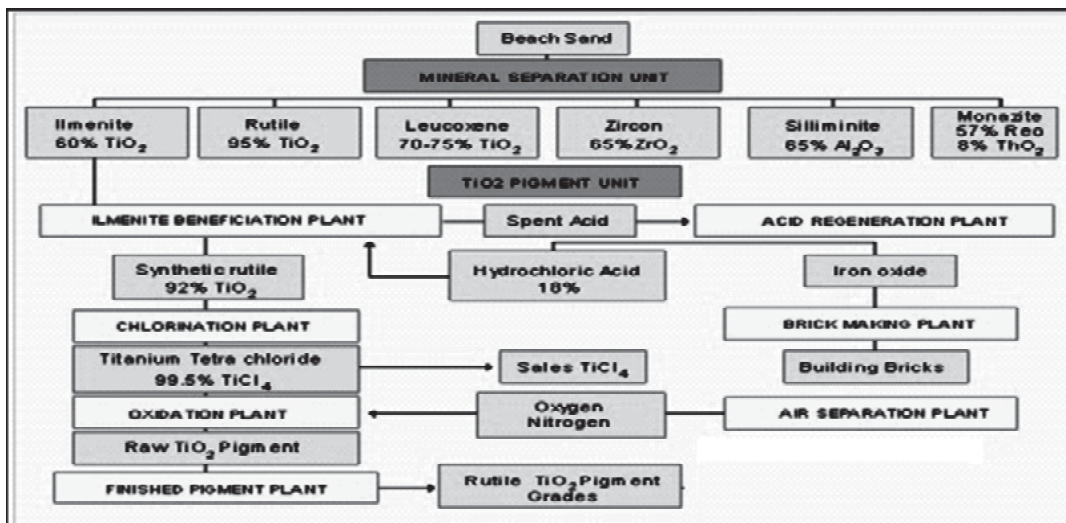 Beach Sand
MINERAL SEPARATION UNIT
Ilmenite
60% TiO₂
Rutile
95% TiO₂
Leucoxene
70-75% TiO₂
Zircon
65%ZrO₂
Silliminite
65% Al₂O₃
Monazite
57% Reo
8% ThO₂
TIO2 PIGMENT UNIT
ILMENITE BENEFICIATION PLANT
Spent Acid
ACID REGENERATION PLANT
Synthetic rutile
92% TiO₂
Hydrochloric Acid
18%
Iron oxide
CHLORINATION PLANT
BRICK MAKING PLANT
Titanium Tetra chloride
99.5% TiCl₄
Sales TiCl₄
Building Bricks
OXIDATION PLANT
Oxygen
Nitrogen
AIR SEPARATION PLANT
Raw TiO₂ Pigment
FINISHED PIGMENT PLANT
Rutile TiO₂Pigment
Grades